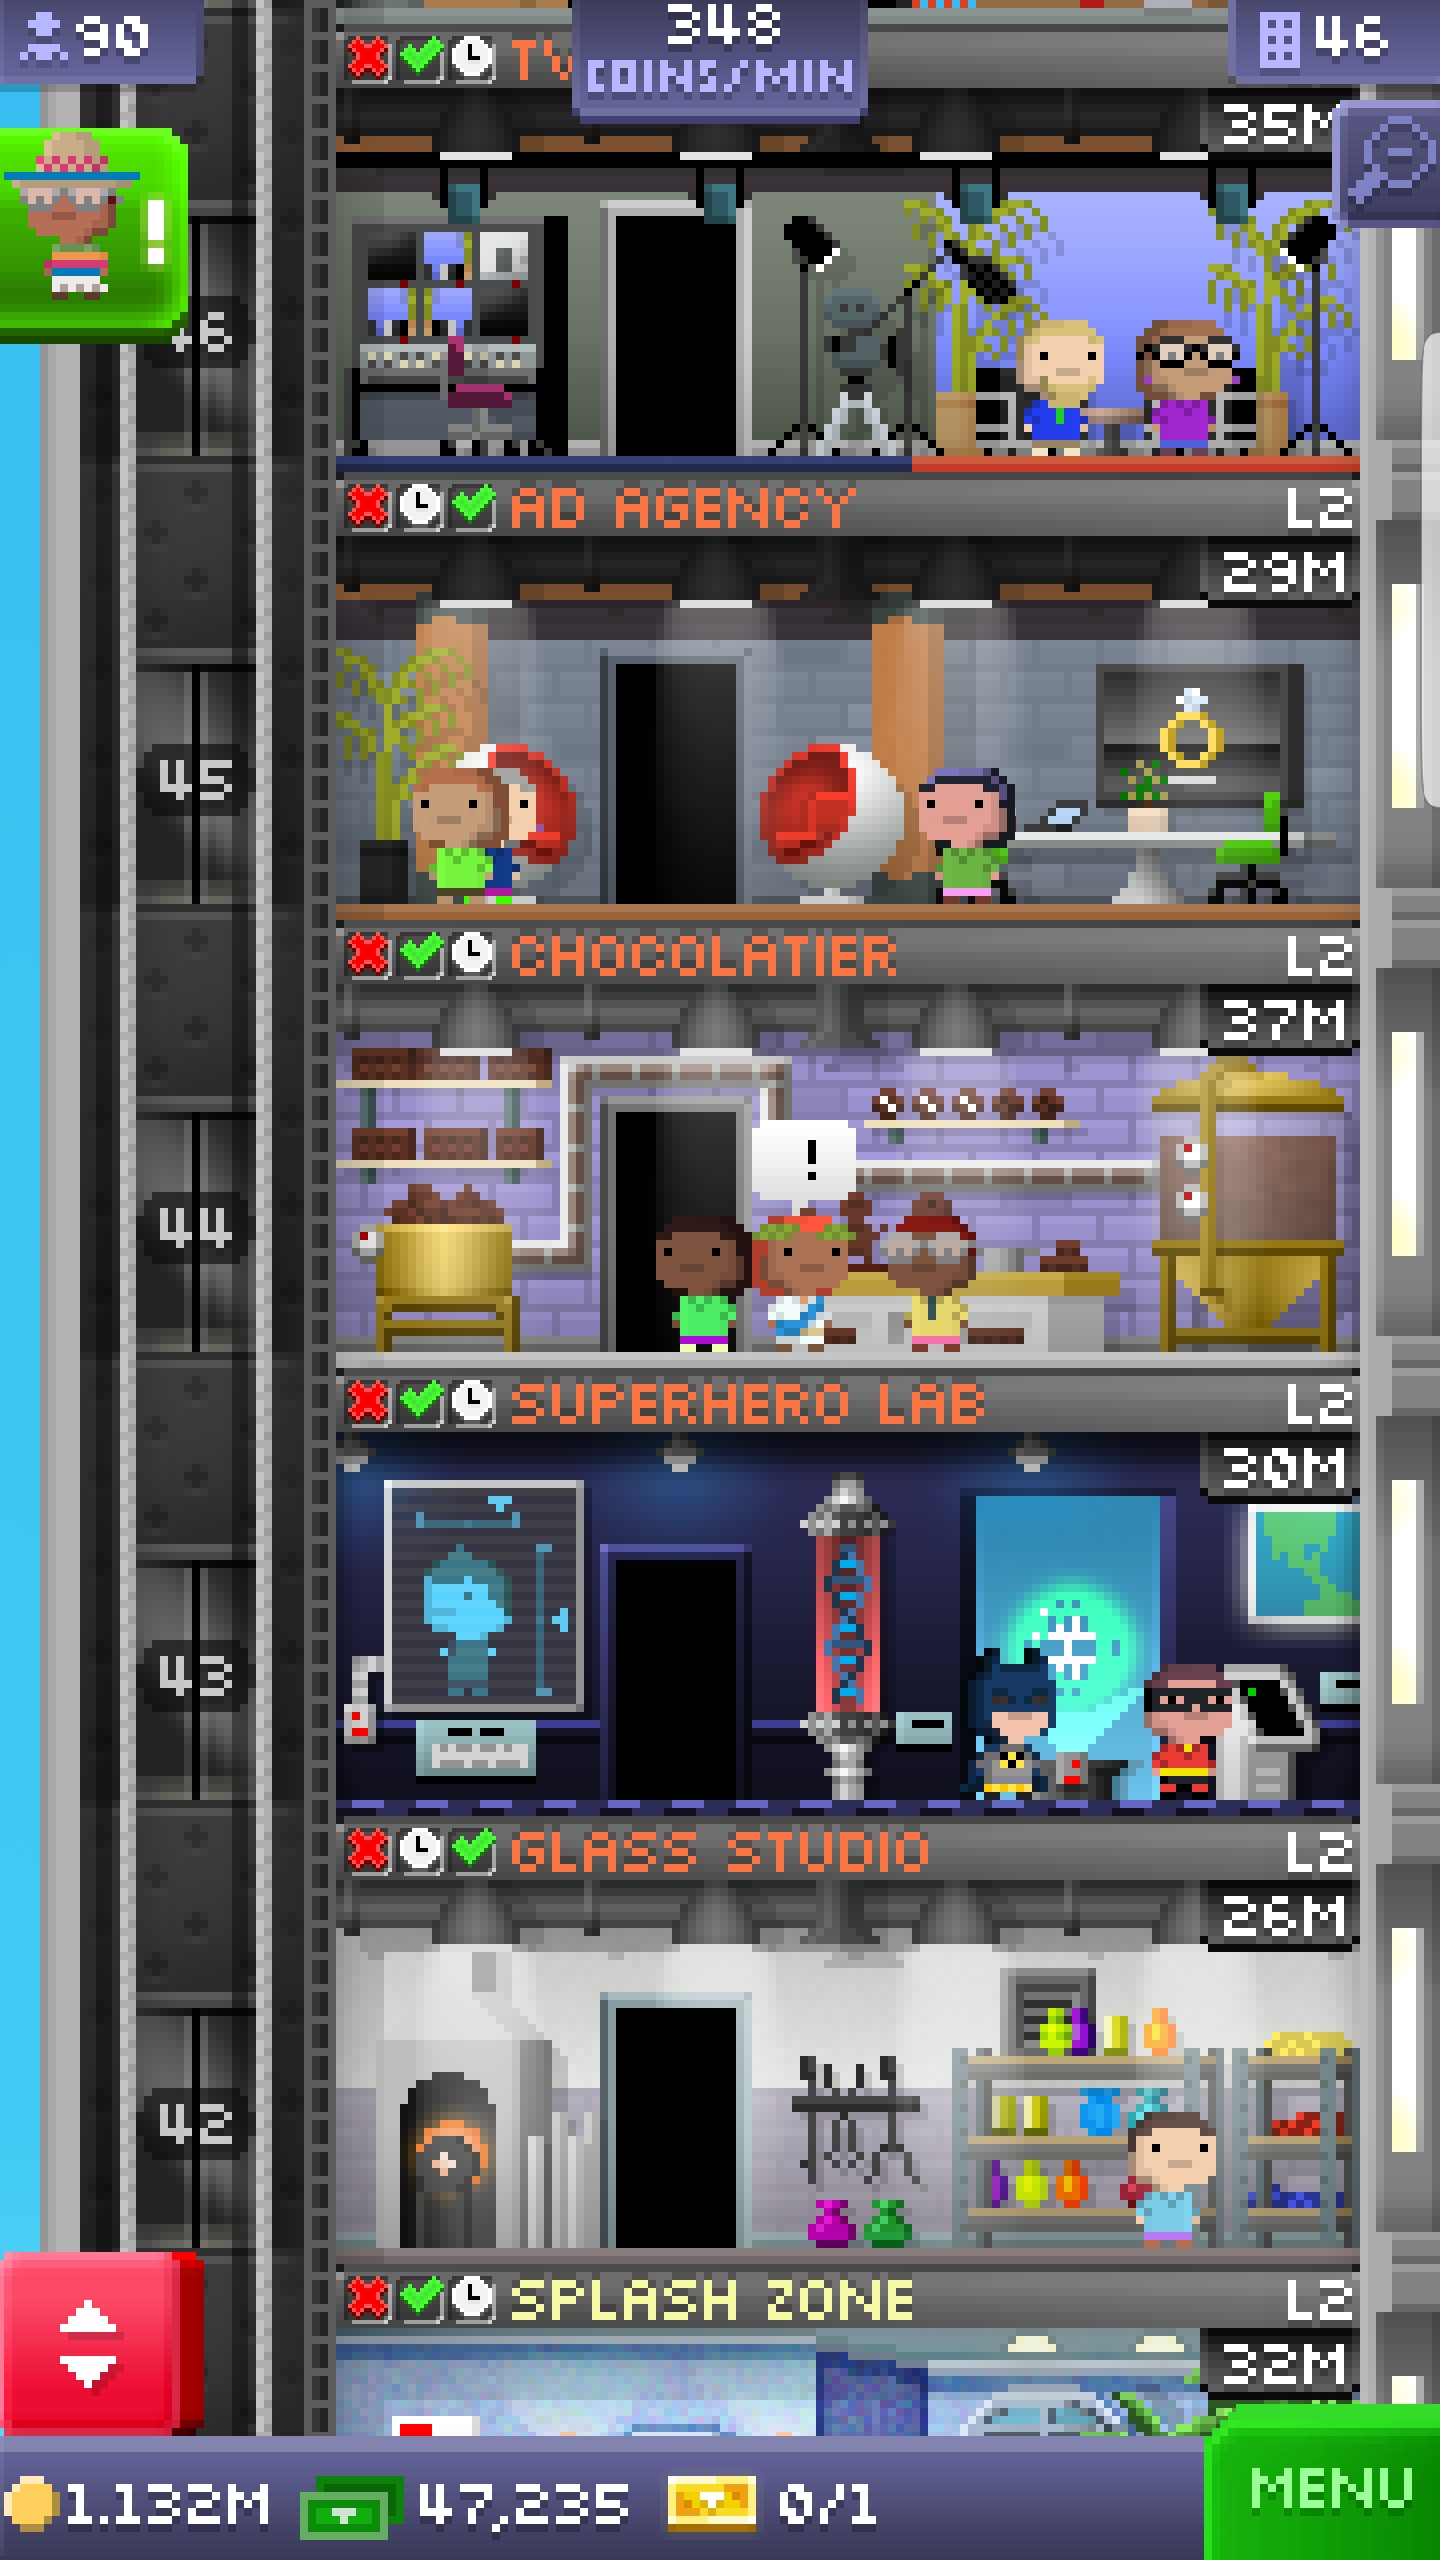 90
348
COINS/MIN
46
TV
35M
!
46
AD AGENCY L2
29M
45
CHOCOLATIER L2
37M
!
44
SUPERHERO LAB L2
30M
43
GLASS STUDIO L2
26M
42
SPLASH ZONE L2
32M
1.132M 47,235 0/1
MENU